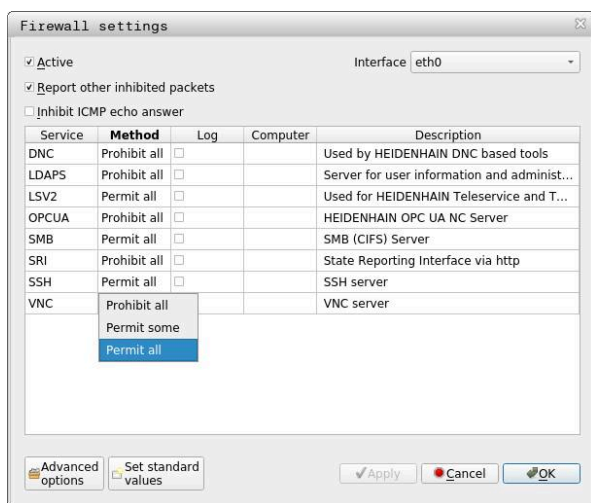 Firewall settings
Active
Interface eth0
Report other inhibited packets
Inhibit ICMP echo answer
Service Method Log Computer Description
DNC Prohibit all Used by HEIDENHAIN DNC based tools
LDAPS Prohibit all Server for user information and administ...
LSV2 Permit all Used for HEIDENHAIN Teleservice and T...
OPCUA Prohibit all HEIDENHAIN OPC UA NC Server
SMB Permit all SMB (CIFS) Server
SRI Prohibit all State Reporting Interface via http
SSH Permit all SSH server
VNC Prohibit all VNC server
Permit some
Permit all
Advanced options
Set standard values
Apply
Cancel
OK